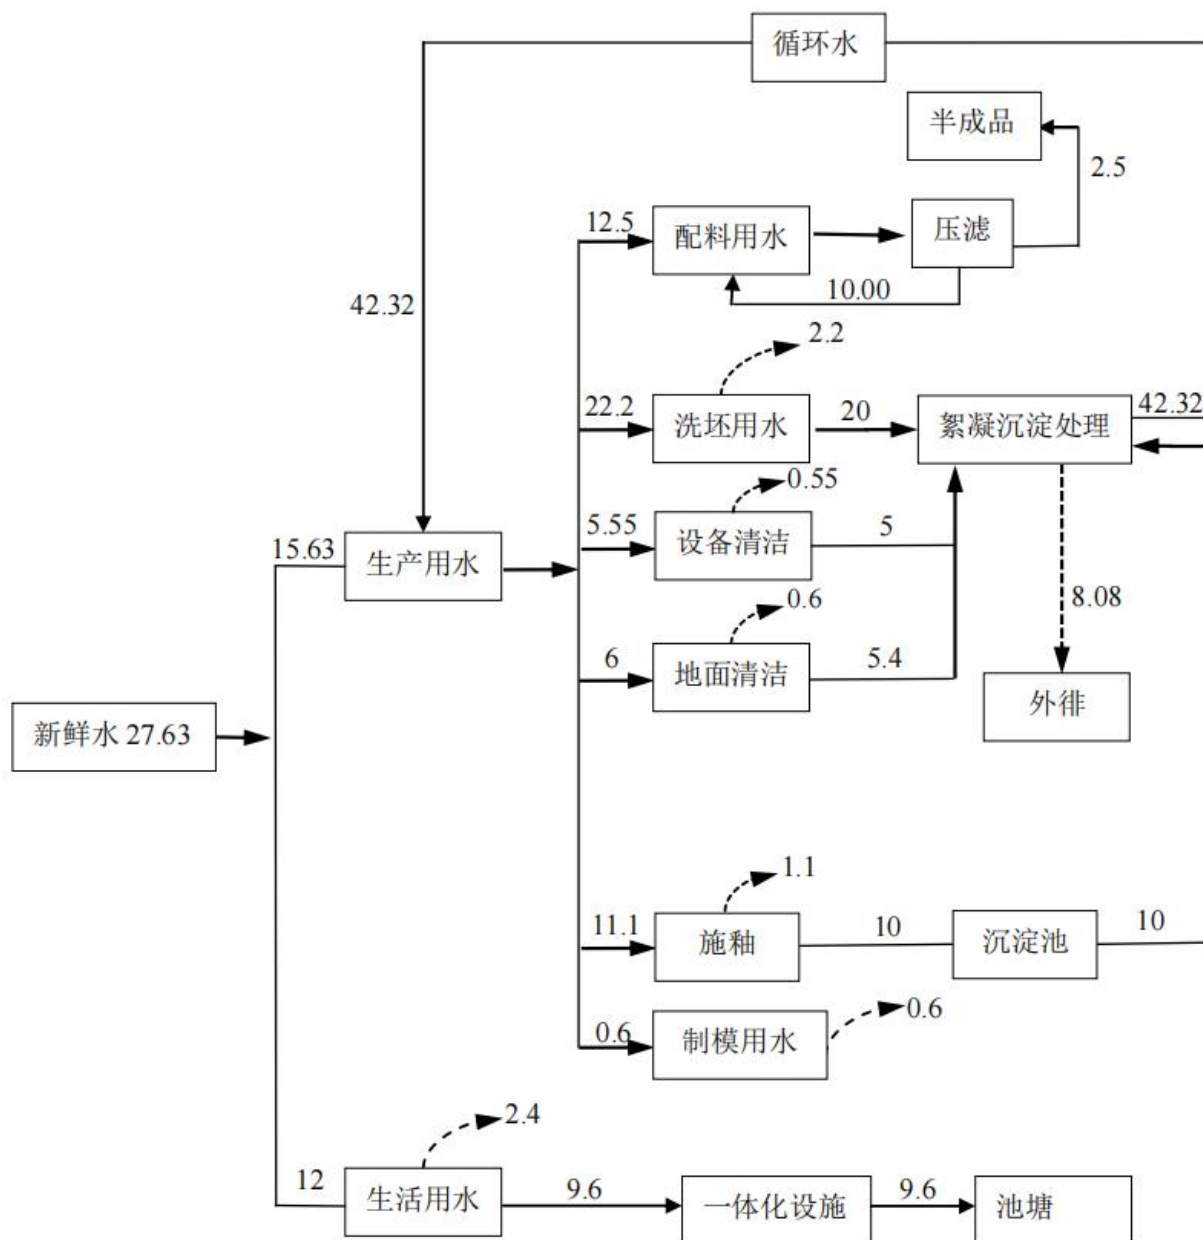 循环水
半成品
2.5
12.5
配料用水
压滤
10.00
42.32
2.2
22.2
洗坯用水
20
絮凝沉淀处理
42.32
0.55
5.55
设备清洁
5
15.63
生产用水
0.6
8.08
6
地面清洁
5.4
外徘
新鲜水 27.63
1.1
11.1
施釉
10
沉淀池
10
0.6
制模用水
0.6
2.4
12
生活用水
9.6
一体化设施
9.6
池塘